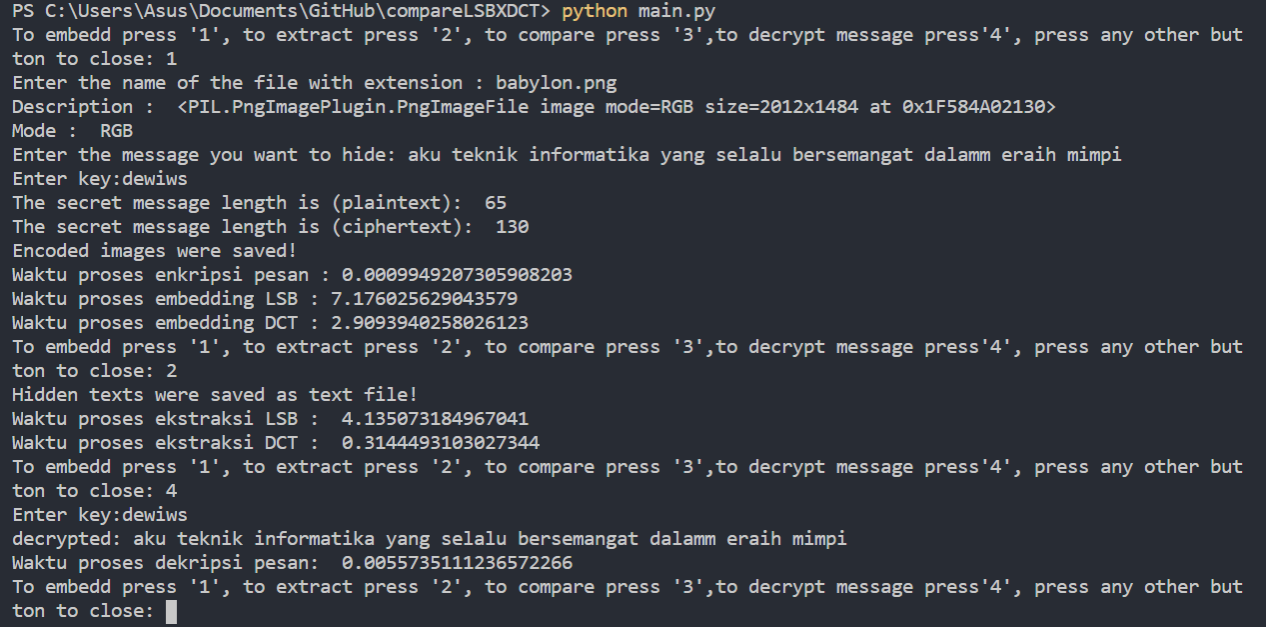 PS C:\Users\Asus\Documents\GitHub\compareLSBXDCT> python main.py
To embedd press '1', to extract press '2', to compare press '3',to decrypt message press'4', press any other but
ton to close: 1
Enter the name of the file with extension : babylon.png
Description :  <PIL.PngImagePlugin.PngImageFile image mode=RGB size=2012x1484 at 0x1F584A02130>
Mode :  RGB
Enter the message you want to hide: aku teknik informatika yang selalu bersemangat dalamm eraih mimpi
Enter key:dewiws
The secret message length is (plaintext):  65
The secret message length is (ciphertext):  130
Encoded images were saved!
Waktu proses enkripsi pesan : 0.0009949207305908203
Waktu proses embedding LSB : 7.176025629043579
Waktu proses embedding DCT : 2.9093940258026123
To embedd press '1', to extract press '2', to compare press '3',to decrypt message press'4', press any other but
ton to close: 2
Hidden texts were saved as text file!
Waktu proses ekstraksi LSB :  4.135073184967041
Waktu proses ekstraksi DCT :  0.3144493103027344
To embedd press '1', to extract press '2', to compare press '3',to decrypt message press'4', press any other but
ton to close: 4
Enter key:dewiws
decrypted: aku teknik informatika yang selalu bersemangat dalamm eraih mimpi
Waktu proses dekripsi pesan:  0.0055735111236572266
To embedd press '1', to extract press '2', to compare press '3',to decrypt message press'4', press any other but
ton to close: